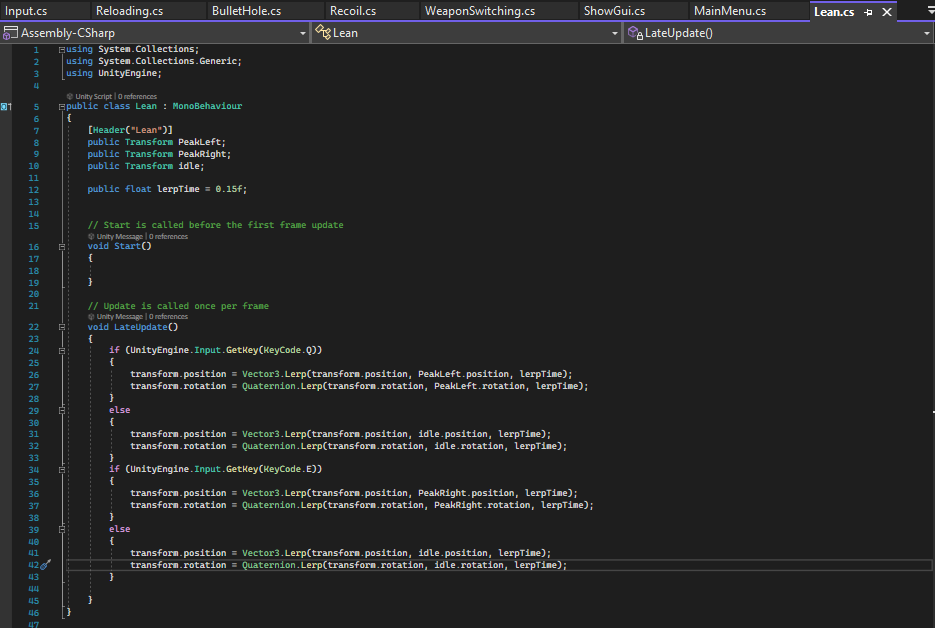 Input.cs Reloading.cs BulletHole.cs Recoil.cs WeaponSwitching.cs ShowGui.cs MainMenu.cs Lean.cs
Assembly-CSharp Lean LateUpdate()
1 using System.Collections;
2 using System.Collections.Generic;
3 using UnityEngine;
4
Unity Script | 0 references
5 public class Lean : MonoBehaviour
6 {
7 [Header("Lean")]
8 public Transform PeakLeft;
9 public Transform PeakRight;
10 public Transform idle;
11
12 public float lerpTime = 0.15f;
13
14
15 // Start is called before the first frame update
Unity Message | 0 references
16 void Start()
17 {
18
19 }
20
21 // Update is called once per frame
Unity Message | 0 references
22 void LateUpdate()
23 {
24 if (UnityEngine.Input.GetKey(KeyCode.Q))
25 {
26 transform.position = Vector3.Lerp(transform.position, PeakLeft.position, lerpTime);
27 transform.rotation = Quaternion.Lerp(transform.rotation, PeakLeft.rotation, lerpTime);
28 }
29 else
30 {
31 transform.position = Vector3.Lerp(transform.position, idle.position, lerpTime);
32 transform.rotation = Quaternion.Lerp(transform.rotation, idle.rotation, lerpTime);
33 }
34 if (UnityEngine.Input.GetKey(KeyCode.E))
35 {
36 transform.position = Vector3.Lerp(transform.position, PeakRight.position, lerpTime);
37 transform.rotation = Quaternion.Lerp(transform.rotation, PeakRight.rotation, lerpTime);
38 }
39 else
40 {
41 transform.position = Vector3.Lerp(transform.position, idle.position, lerpTime);
42 transform.rotation = Quaternion.Lerp(transform.rotation, idle.rotation, lerpTime);
43 }
44
45 }
46 }
47